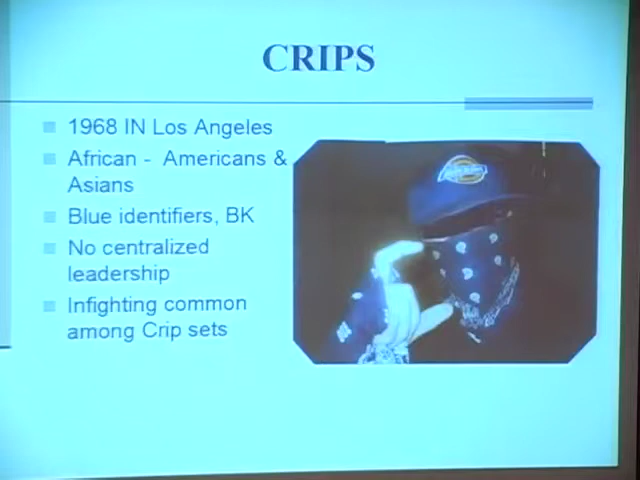 CRIPS
1968 IN Los Angeles
African - Americans &
Asians
Blue identifiers, BK
No centralized
leadership
Infighting common
among Crip sets